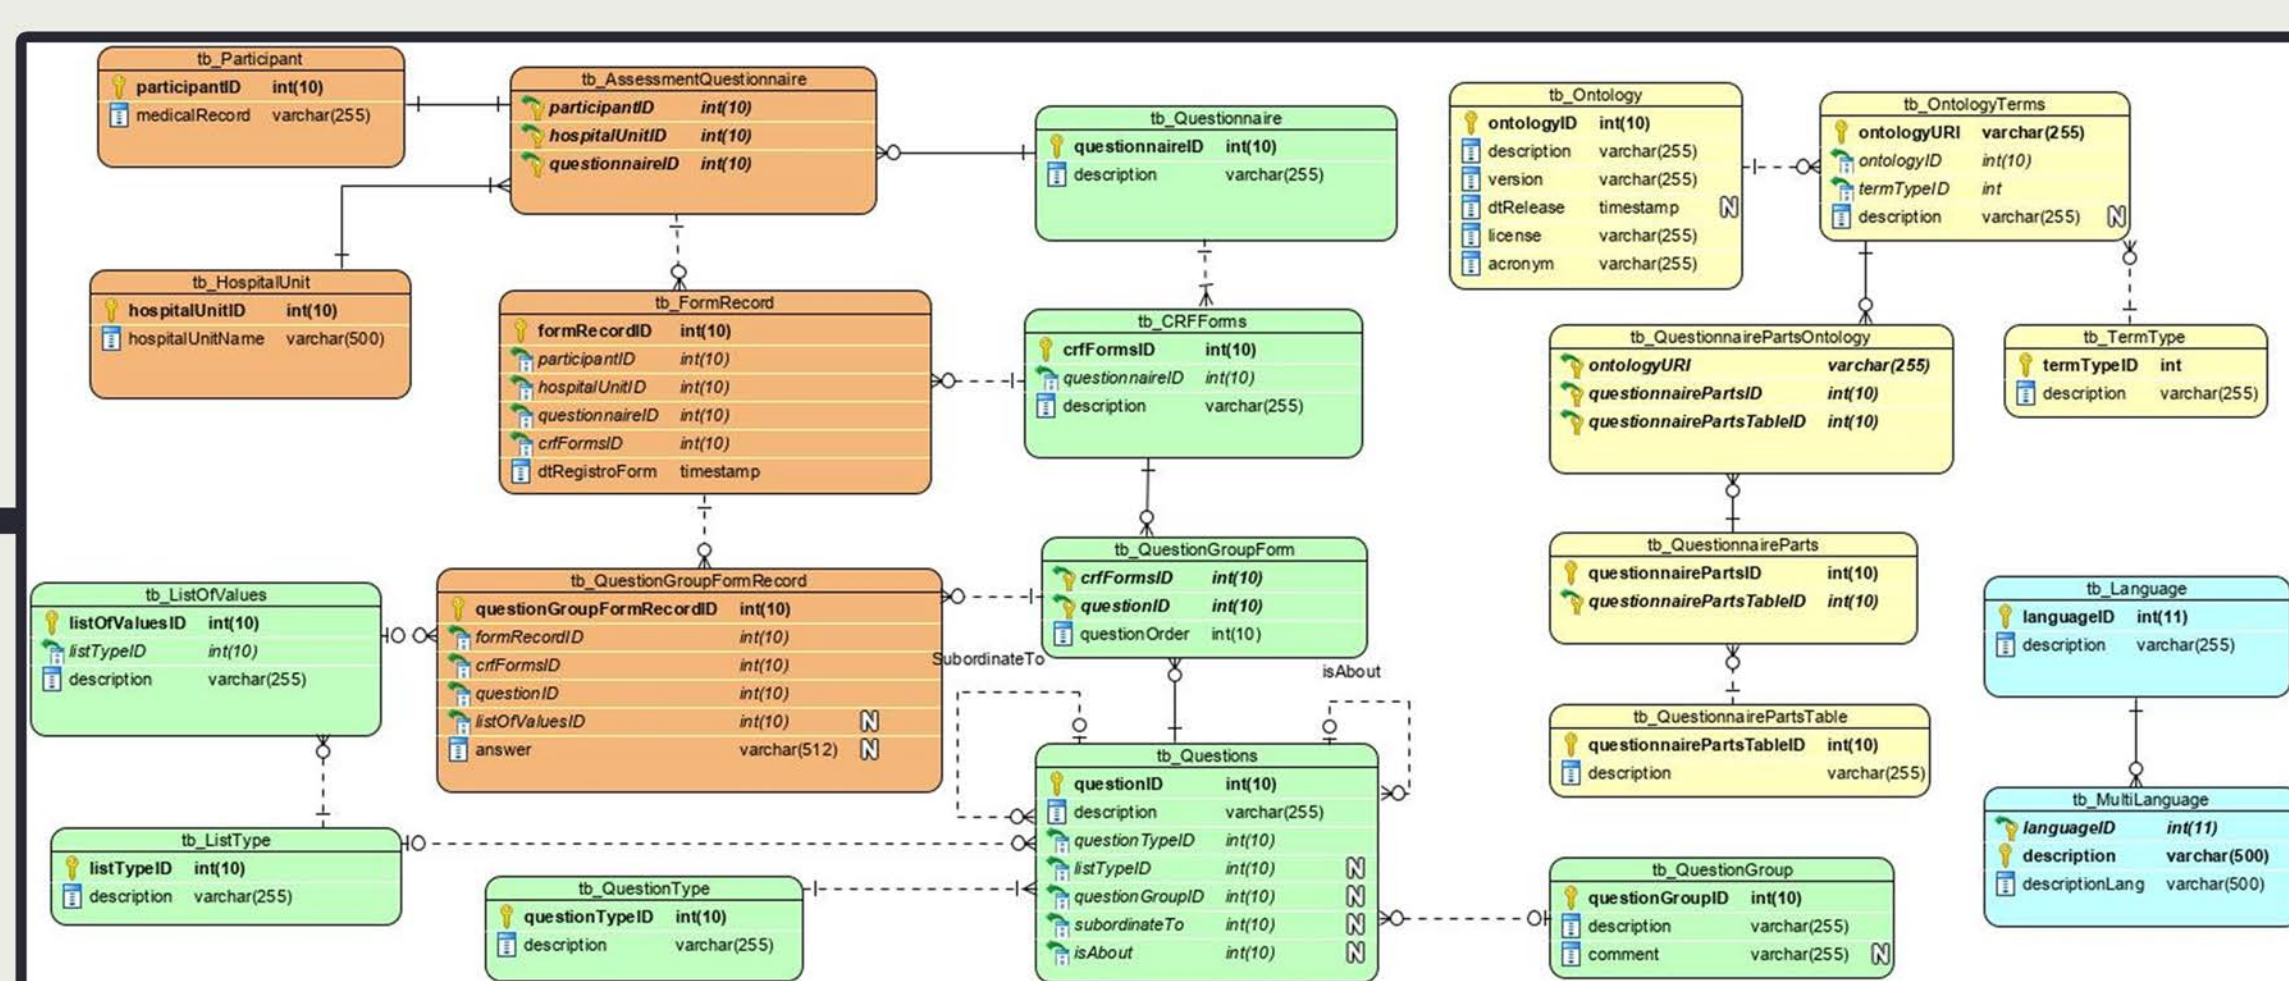 tb_Participant
participantID int(10)
medicalRecord varchar(255)
tb_AssessmentQuestionnaire
participantID int(10)
hospitalUnitID int(10)
questionnaireID int(10)
tb_Questionnaire
questionnaireID int(10)
description varchar(255)
tb_Ontology
ontologyID int(10)
description varchar(255)
version varchar(255)
dtRelease timestamp N
license varchar(255)
acronym varchar(255)
tb_OntologyTerms
ontologyURI varchar(255)
ontologyID int(10)
termTypeID int
description varchar(255) N
tb_HospitalUnit
hospitalUnitID int(10)
hospitalUnitName varchar(500)
tb_FormRecord
formRecordID int(10)
participantID int(10)
hospitalUnitID int(10)
questionnaireID int(10)
crfFormsID int(10)
dtRegistroForm timestamp
tb_CRFForms
crfFormsID int(10)
questionnaireID int(10)
description varchar(255)
tb_QuestionnairePartsOntology
ontologyURI varchar(255)
questionnairePartsID int(10)
questionnairePartsTableID int(10)
tb_TermType
termTypeID int
description varchar(255)
tb_ListOfValues
listOfValuesID int(10)
listTypeID int(10)
description varchar(255)
tb_QuestionGroupFormRecord
questionGroupFormRecordID int(10)
formRecordID int(10)
crfFormsID int(10)
questionID int(10)
listOfValuesID int(10) N
answer varchar(512) N
tb_QuestionGroupForm
crfFormsID int(10)
questionID int(10)
questionOrder int(10)
SubordinateTo
isAbout
tb_QuestionnaireParts
questionnairePartsID int(10)
questionnairePartsTableID int(10)
tb_Language
languageID int(11)
description varchar(255)
tb_QuestionnairePartsTable
questionnairePartsTableID int(10)
description varchar(255)
tb_ListType
listTypeID int(10)
description varchar(255)
tb_QuestionType
questionTypeID int(10)
description varchar(255)
tb_Questions
questionID int(10)
description varchar(255)
questionTypeID int(10)
listTypeID int(10) N
questionGroupID int(10) N
subordinateTo int(10) N
isAbout int(10) N
tb_QuestionGroup
questionGroupID int(10)
description varchar(255)
comment varchar(255) N
tb_MultiLanguage
languageID int(11)
description varchar(500)
descriptionLang varchar(500)